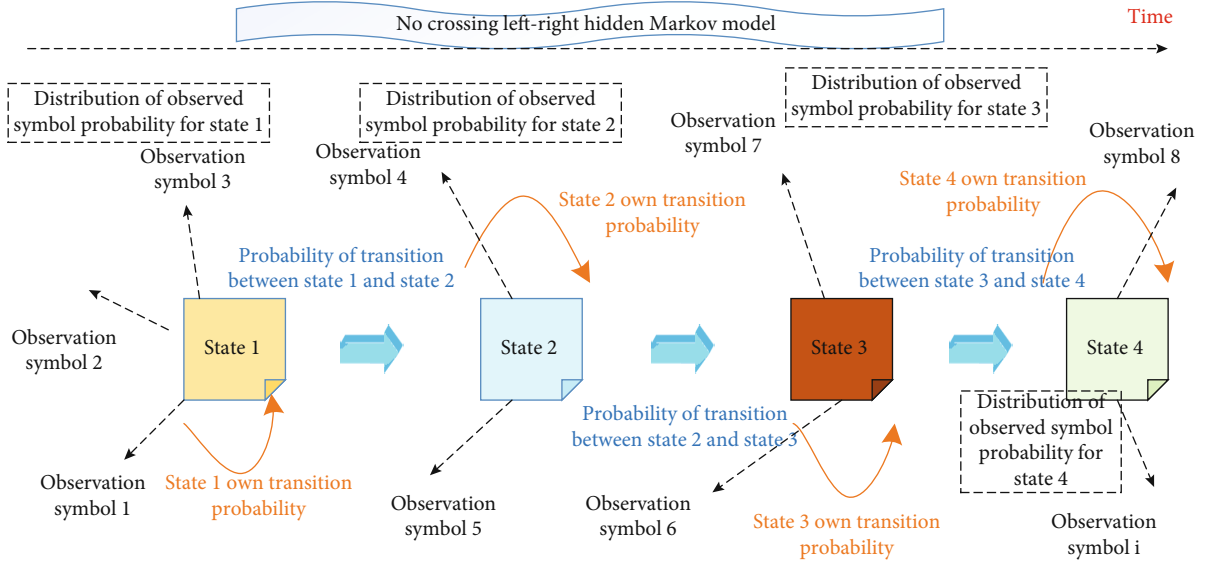 No crossing left-right hidden Markov model
Time
Distribution of observed
symbol probability for state 1
Distribution of observed
symbol probability for state 2
Distribution of observed
symbol probability for state 3
Observation
symbol 3
Observation
symbol 4
Observation
symbol 7
Observation
symbol 8
State 2 own transition
probability
State 4 own transition
probability
Probability of transition
between state 1 and state 2
Probability of transition
between state 3 and state 4
Observation
symbol 2
State 1
State 2
State 3
State 4
Probability of transition
between state 2 and state 3
Distribution of
observed symbol
probability for
state 4
Observation
symbol 1
State 1 own transition
probability
Observation
symbol 5
Observation
symbol 6
State 3 own transition
probability
Observation
symbol i